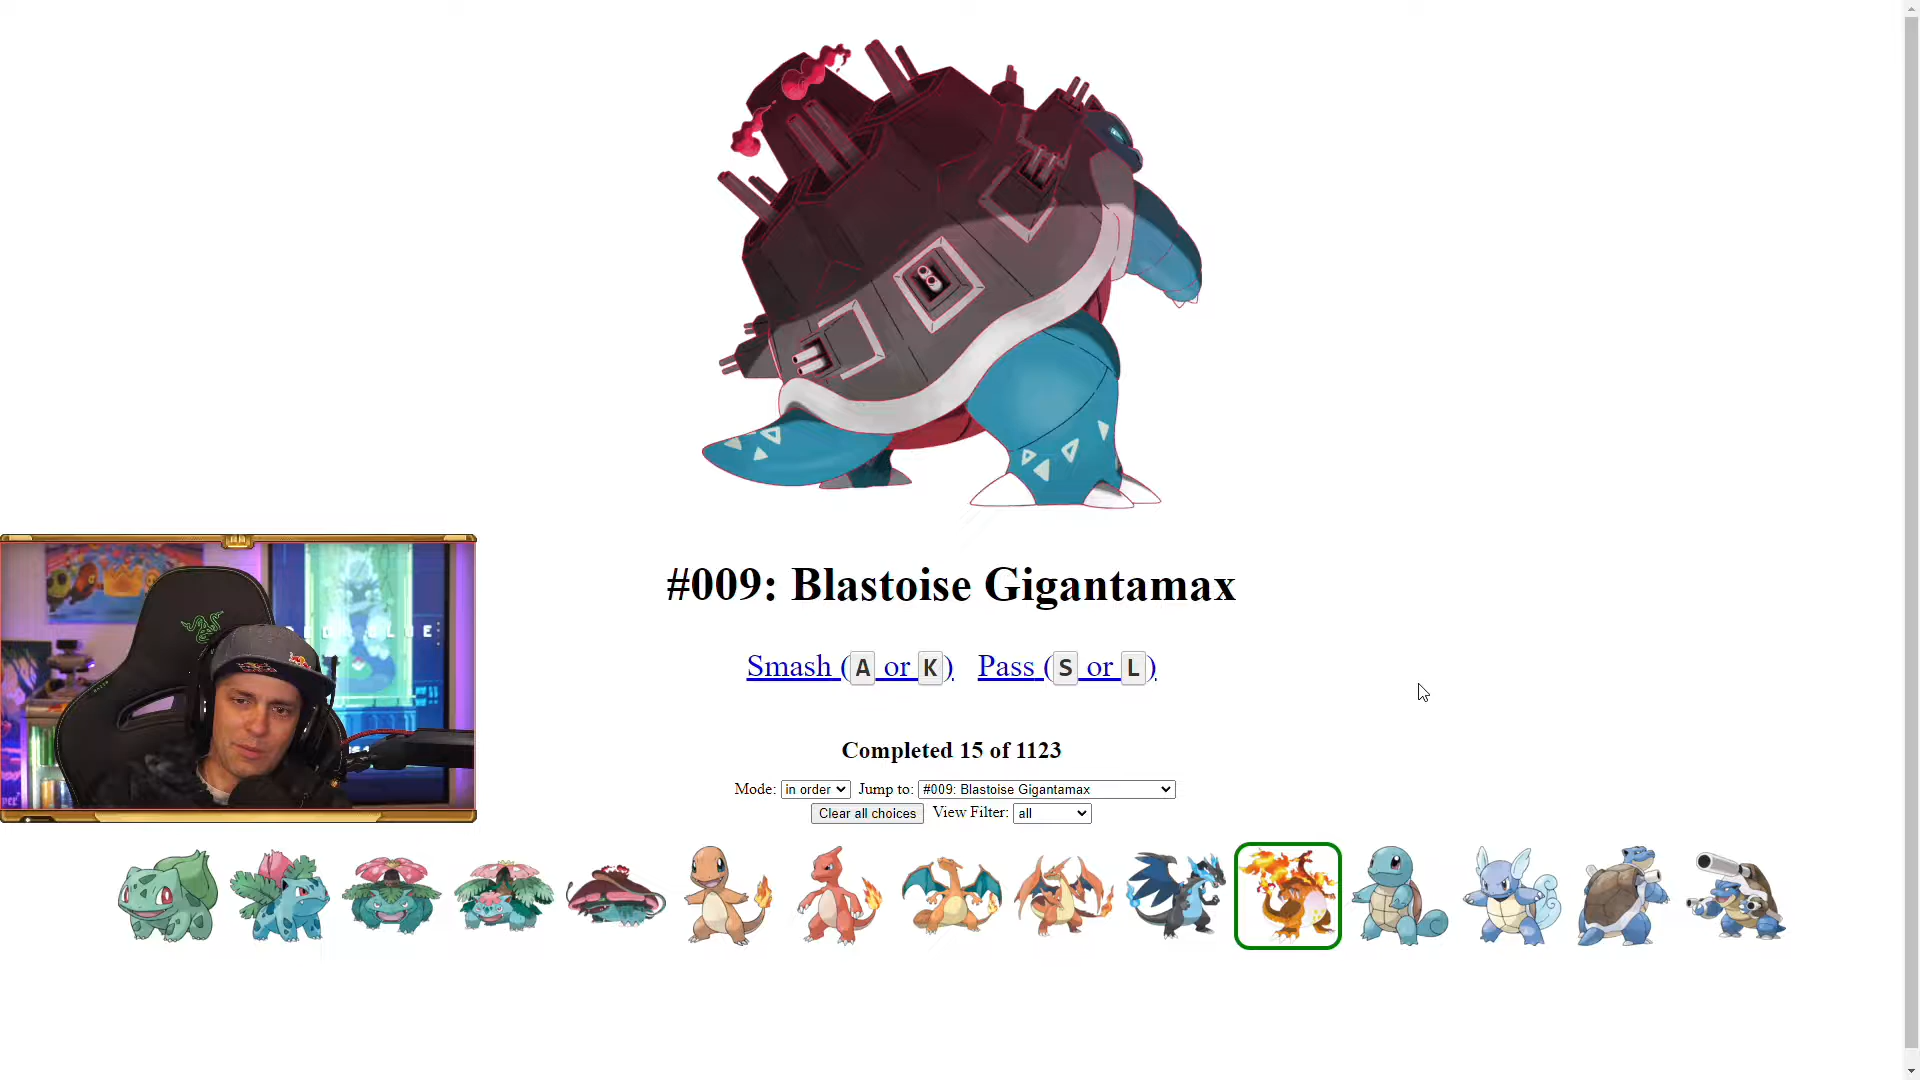 #009: Blastoise Gigantamax
Smash (A or K) Pass (S or L)
Completed 15 of 1123
Mode: in order Jump to: #009: Blastoise Gigantamax
Clear all choices View Filter: all